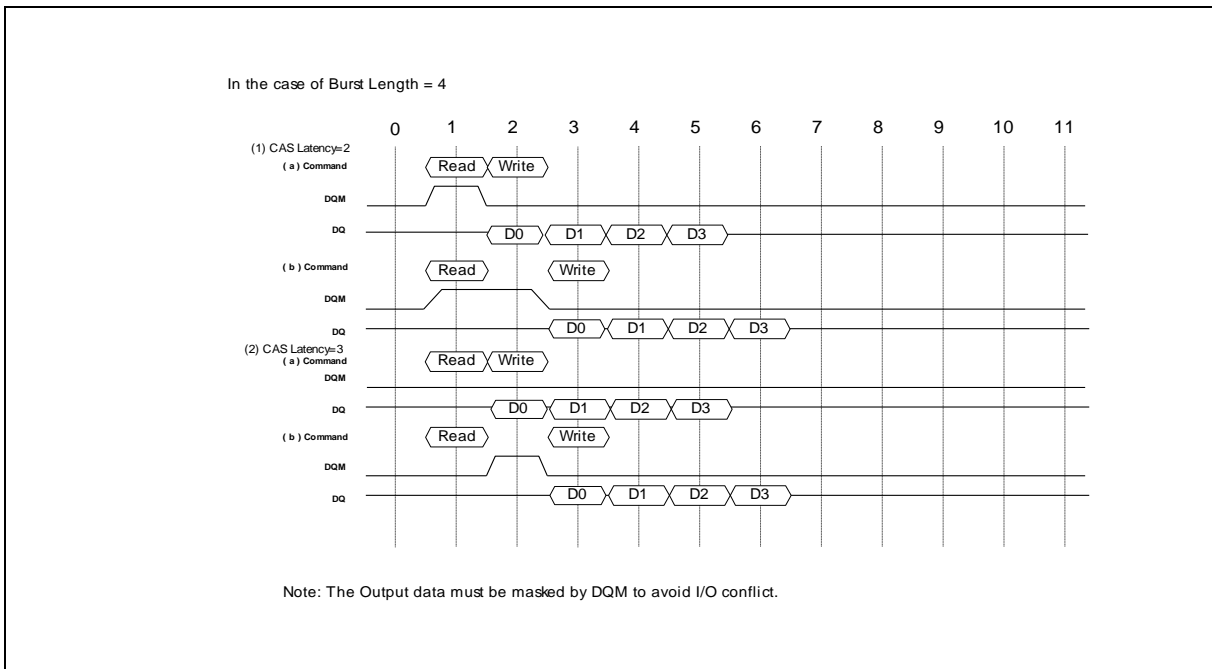 In the case of Burst Length = 4
0 1 2 3 4 5 6 7 8 9 10 11
(1) CAS Latency=2
( a ) Command Read Write
DQM
DQ D0 D1 D2 D3
( b ) Command Read Write
DQM
DQ D0 D1 D2 D3
(2) CAS Latency=3
( a ) Command Read Write
DQM
DQ D0 D1 D2 D3
( b ) Command Read Write
DQM
DQ D0 D1 D2 D3
Note: The Output data must be masked by DQM to avoid I/O conflict.